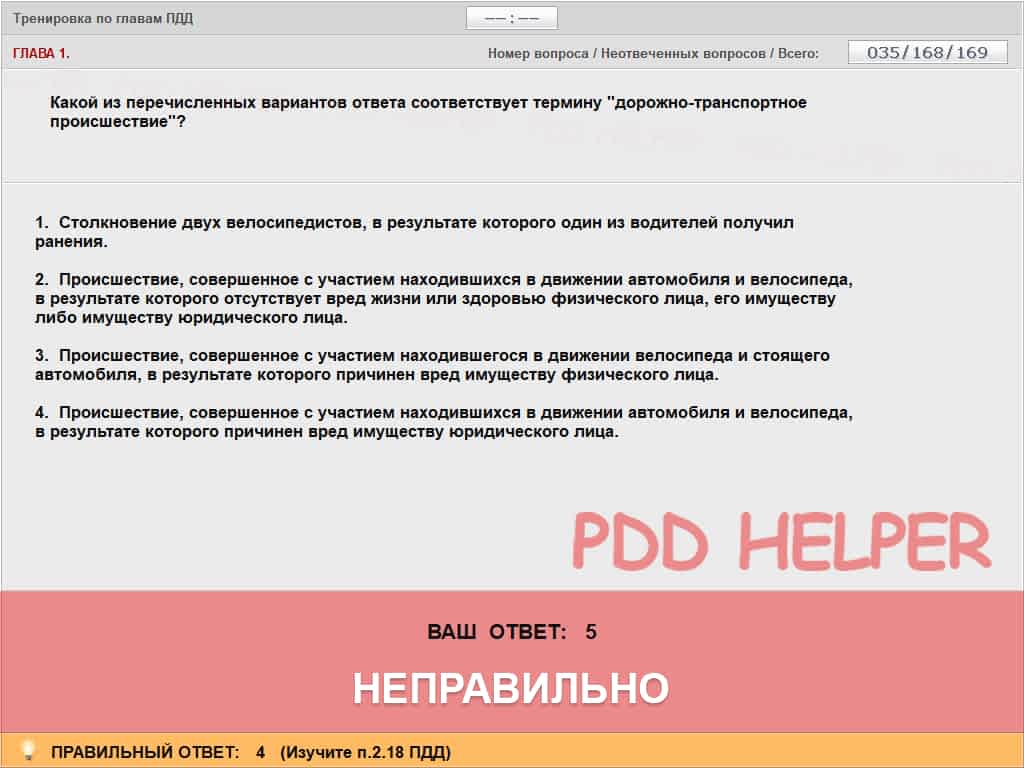 Тренировка по главам ПДД
—— : ——
ГЛАВА 1.
Номер вопроса / Неотвеченных вопросов / Всего:
035/168/169
Какой из перечисленных вариантов ответа соответствует термину "дорожно-транспортное
происшествие"?
1. Столкновение двух велосипедистов, в результате которого один из водителей получил
ранения.
2. Происшествие, совершенное с участием находившихся в движении автомобиля и велосипеда,
в результате которого отсутствует вред жизни или здоровью физического лица, его имуществу
либо имуществу юридического лица.
3. Происшествие, совершенное с участием находившегося в движении велосипеда и стоящего
автомобиля, в результате которого причинен вред имуществу физического лица.
4. Происшествие, совершенное с участием находившихся в движении автомобиля и велосипеда,
в результате которого причинен вред имуществу юридического лица.
PDD HELPER
ВАШ ОТВЕТ: 5
НЕПРАВИЛЬНО
ПРАВИЛЬНЫЙ ОТВЕТ: 4 (Изучите п.2.18 ПДД)